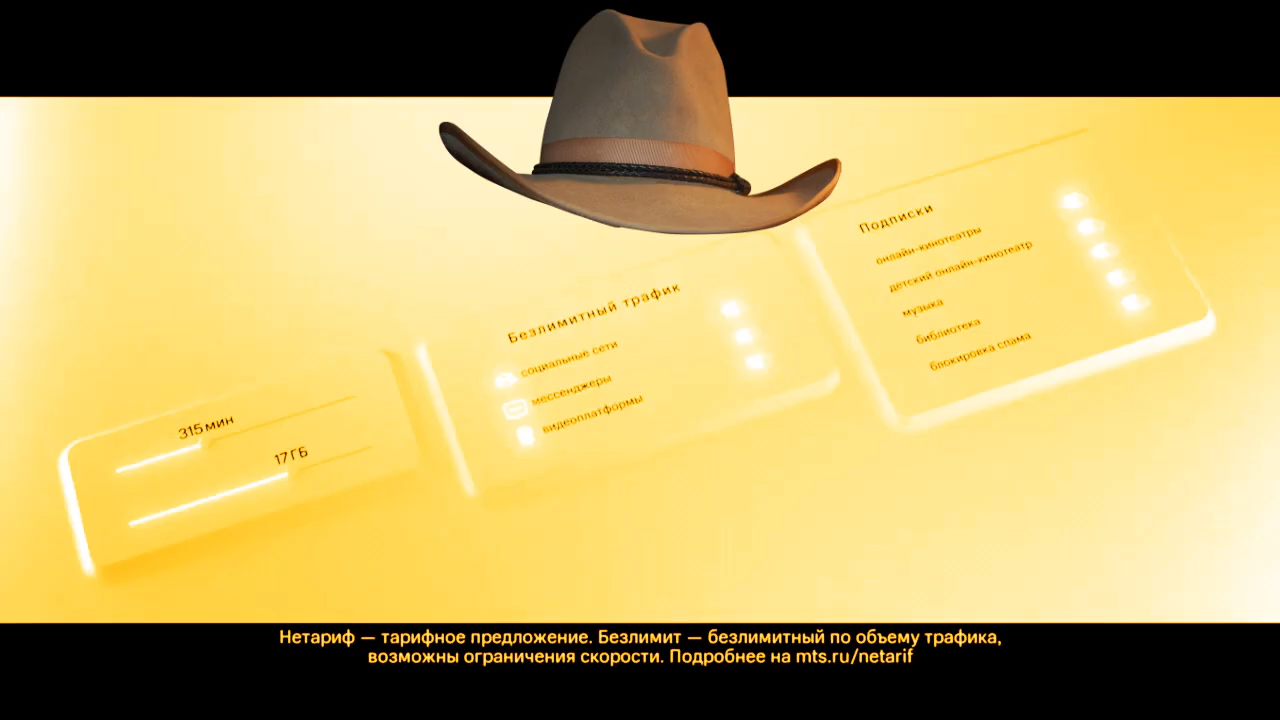 315 мин
17 ГБ
Безлимитный трафик
социальные сети
мессенджеры
видеоплатформы
Подписки
онлайн-кинотеатры
детский онлайн-кинотеатр
музыка
библиотека
блокировка спама
Нетариф — тарифное предложение. Безлимит — безлимитный по объему трафика,
возможны ограничения скорости. Подробнее на mts.ru/netarif